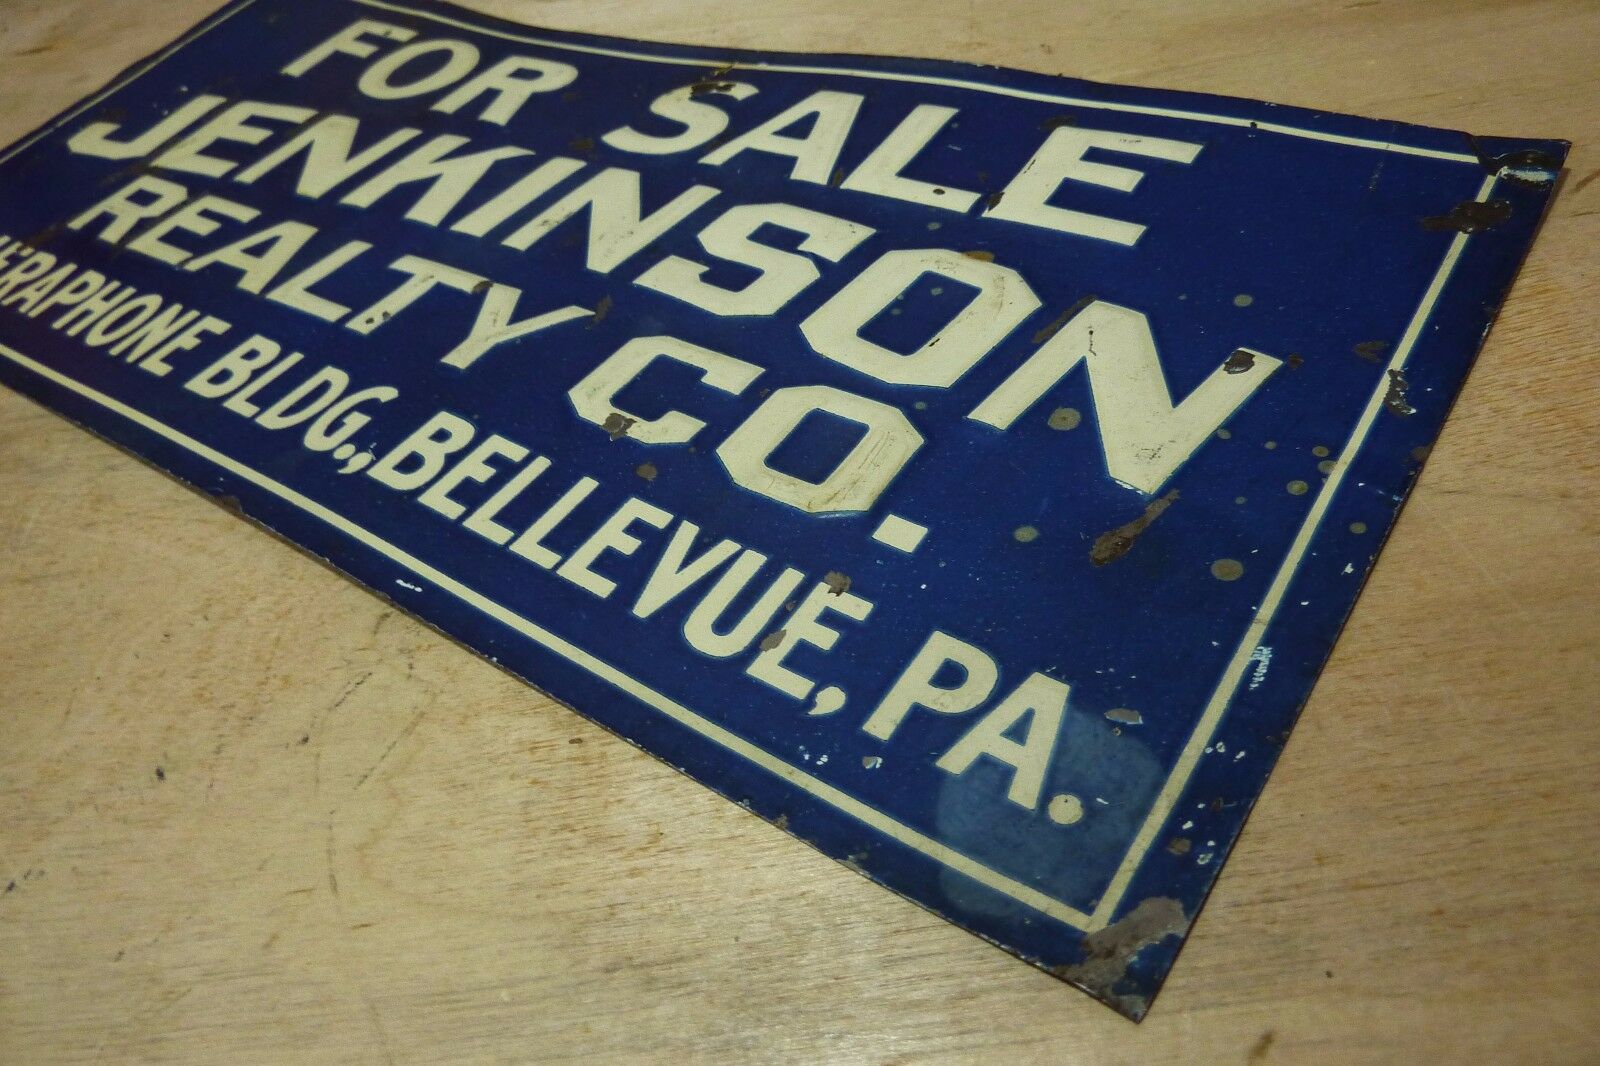 FOR SALE
JENKINSON
REALTY CO.
BLDG., BELLEVUE, PA.